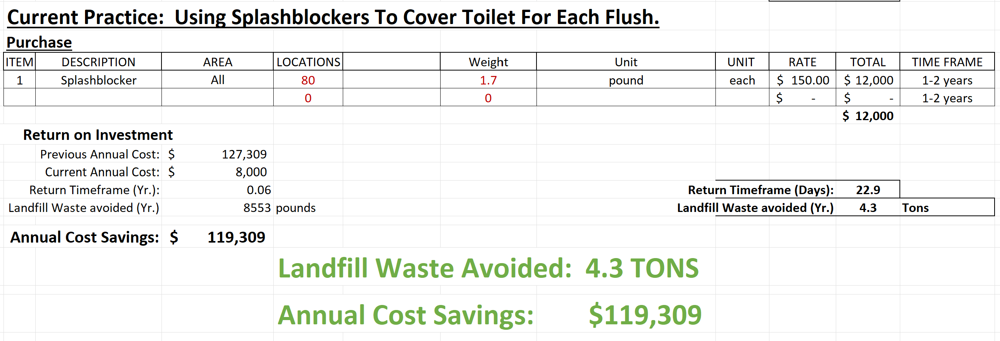 Current Practice:  Using Splashblockers To Cover Toilet For Each Flush.
Purchase
ITEM DESCRIPTION AREA LOCATIONS Weight Unit UNIT RATE TOTAL TIME FRAME
1 Splashblocker All 80 1.7 pound each $ 150.00 $ 12,000 1-2 years
0 0 $ - $ - 1-2 years
$ 12,000
Return on Investment
Previous Annual Cost: $ 127,309
Current Annual Cost: $ 8,000
Return Timeframe (Yr.): 0.06 Return Timeframe (Days): 22.9
Landfill Waste avoided (Yr.) 8553 pounds Landfill Waste avoided (Yr.) 4.3 Tons
Annual Cost Savings: $ 119,309
Landfill Waste Avoided:  4.3 TONS
Annual Cost Savings: $119,309